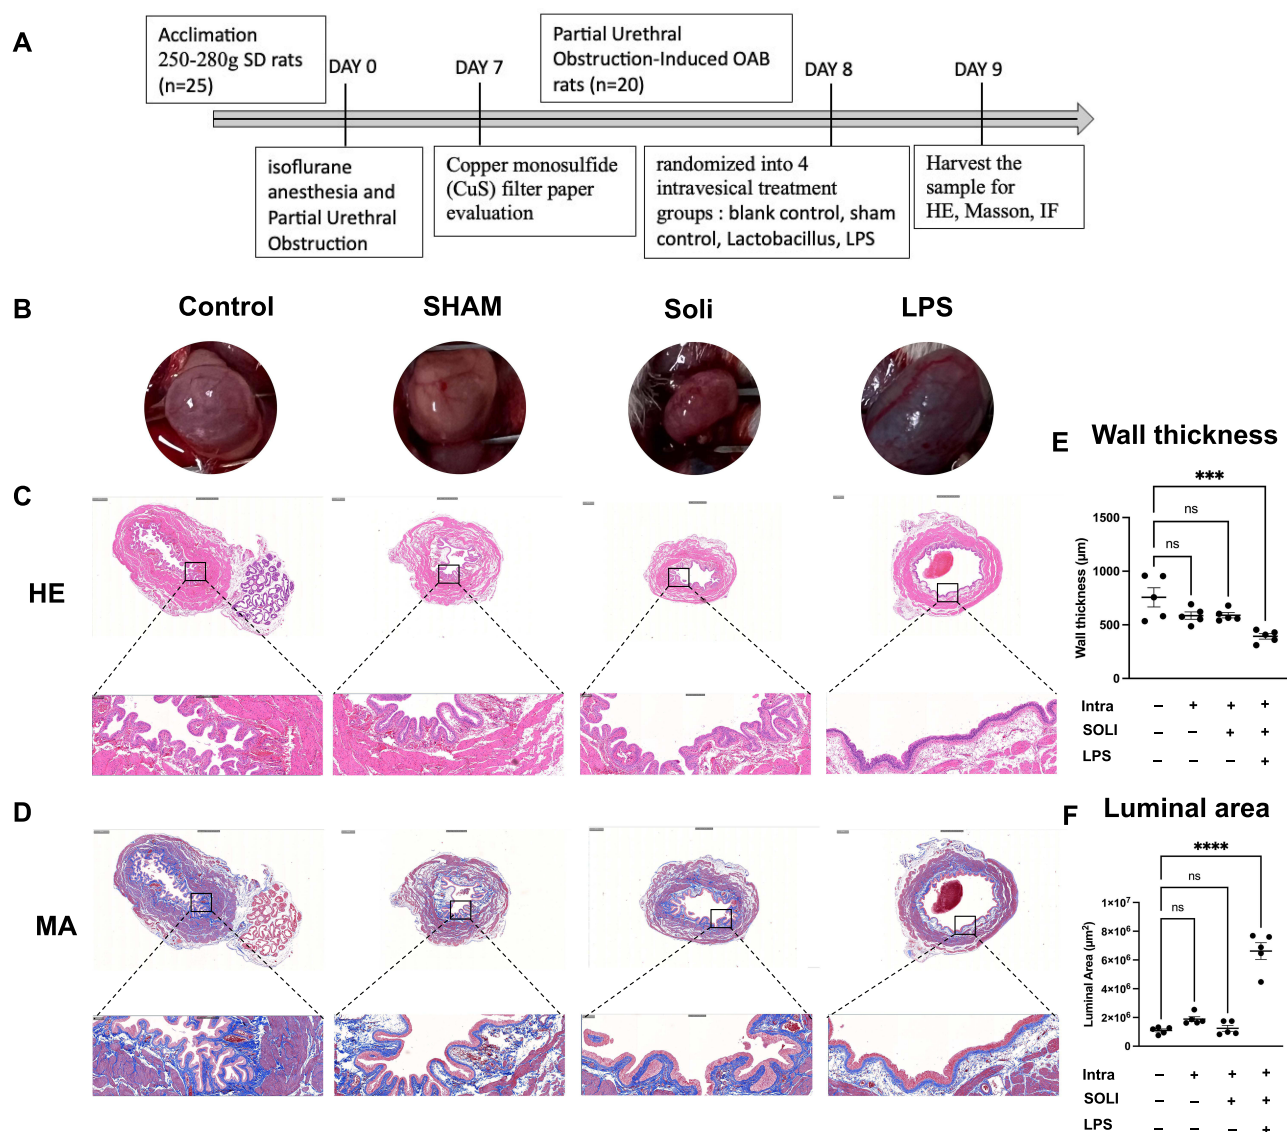 A
Acclimation
250-280g SD rats
(n=25)
DAY 0
DAY 7
Partial Urethral
Obstruction-Induced OAB
rats (n=20)
DAY 8
DAY 9
isoflurane
anesthesia and
Partial Urethral
Obstruction
Copper monosulfide
(CuS) filter paper
evaluation
randomized into 4
intravesical treatment
groups : blank control, sham
control, Lactobacillus, LPS
Harvest the
sample for
HE, Masson, IF
B
Control
SHAM
Soli
LPS
C
HE
D
MA
E
Wall thickness
***
ns
ns
Wall thickness (µm)
1500
1000
500
0
Intra – + + +
SOLI – – + +
LPS – – – +
F
Luminal area
****
ns
ns
Luminal Area (µm²)
1×10⁷
8×10⁶
6×10⁶
4×10⁶
2×10⁶
0
Intra – + + +
SOLI – – + +
LPS – – – +